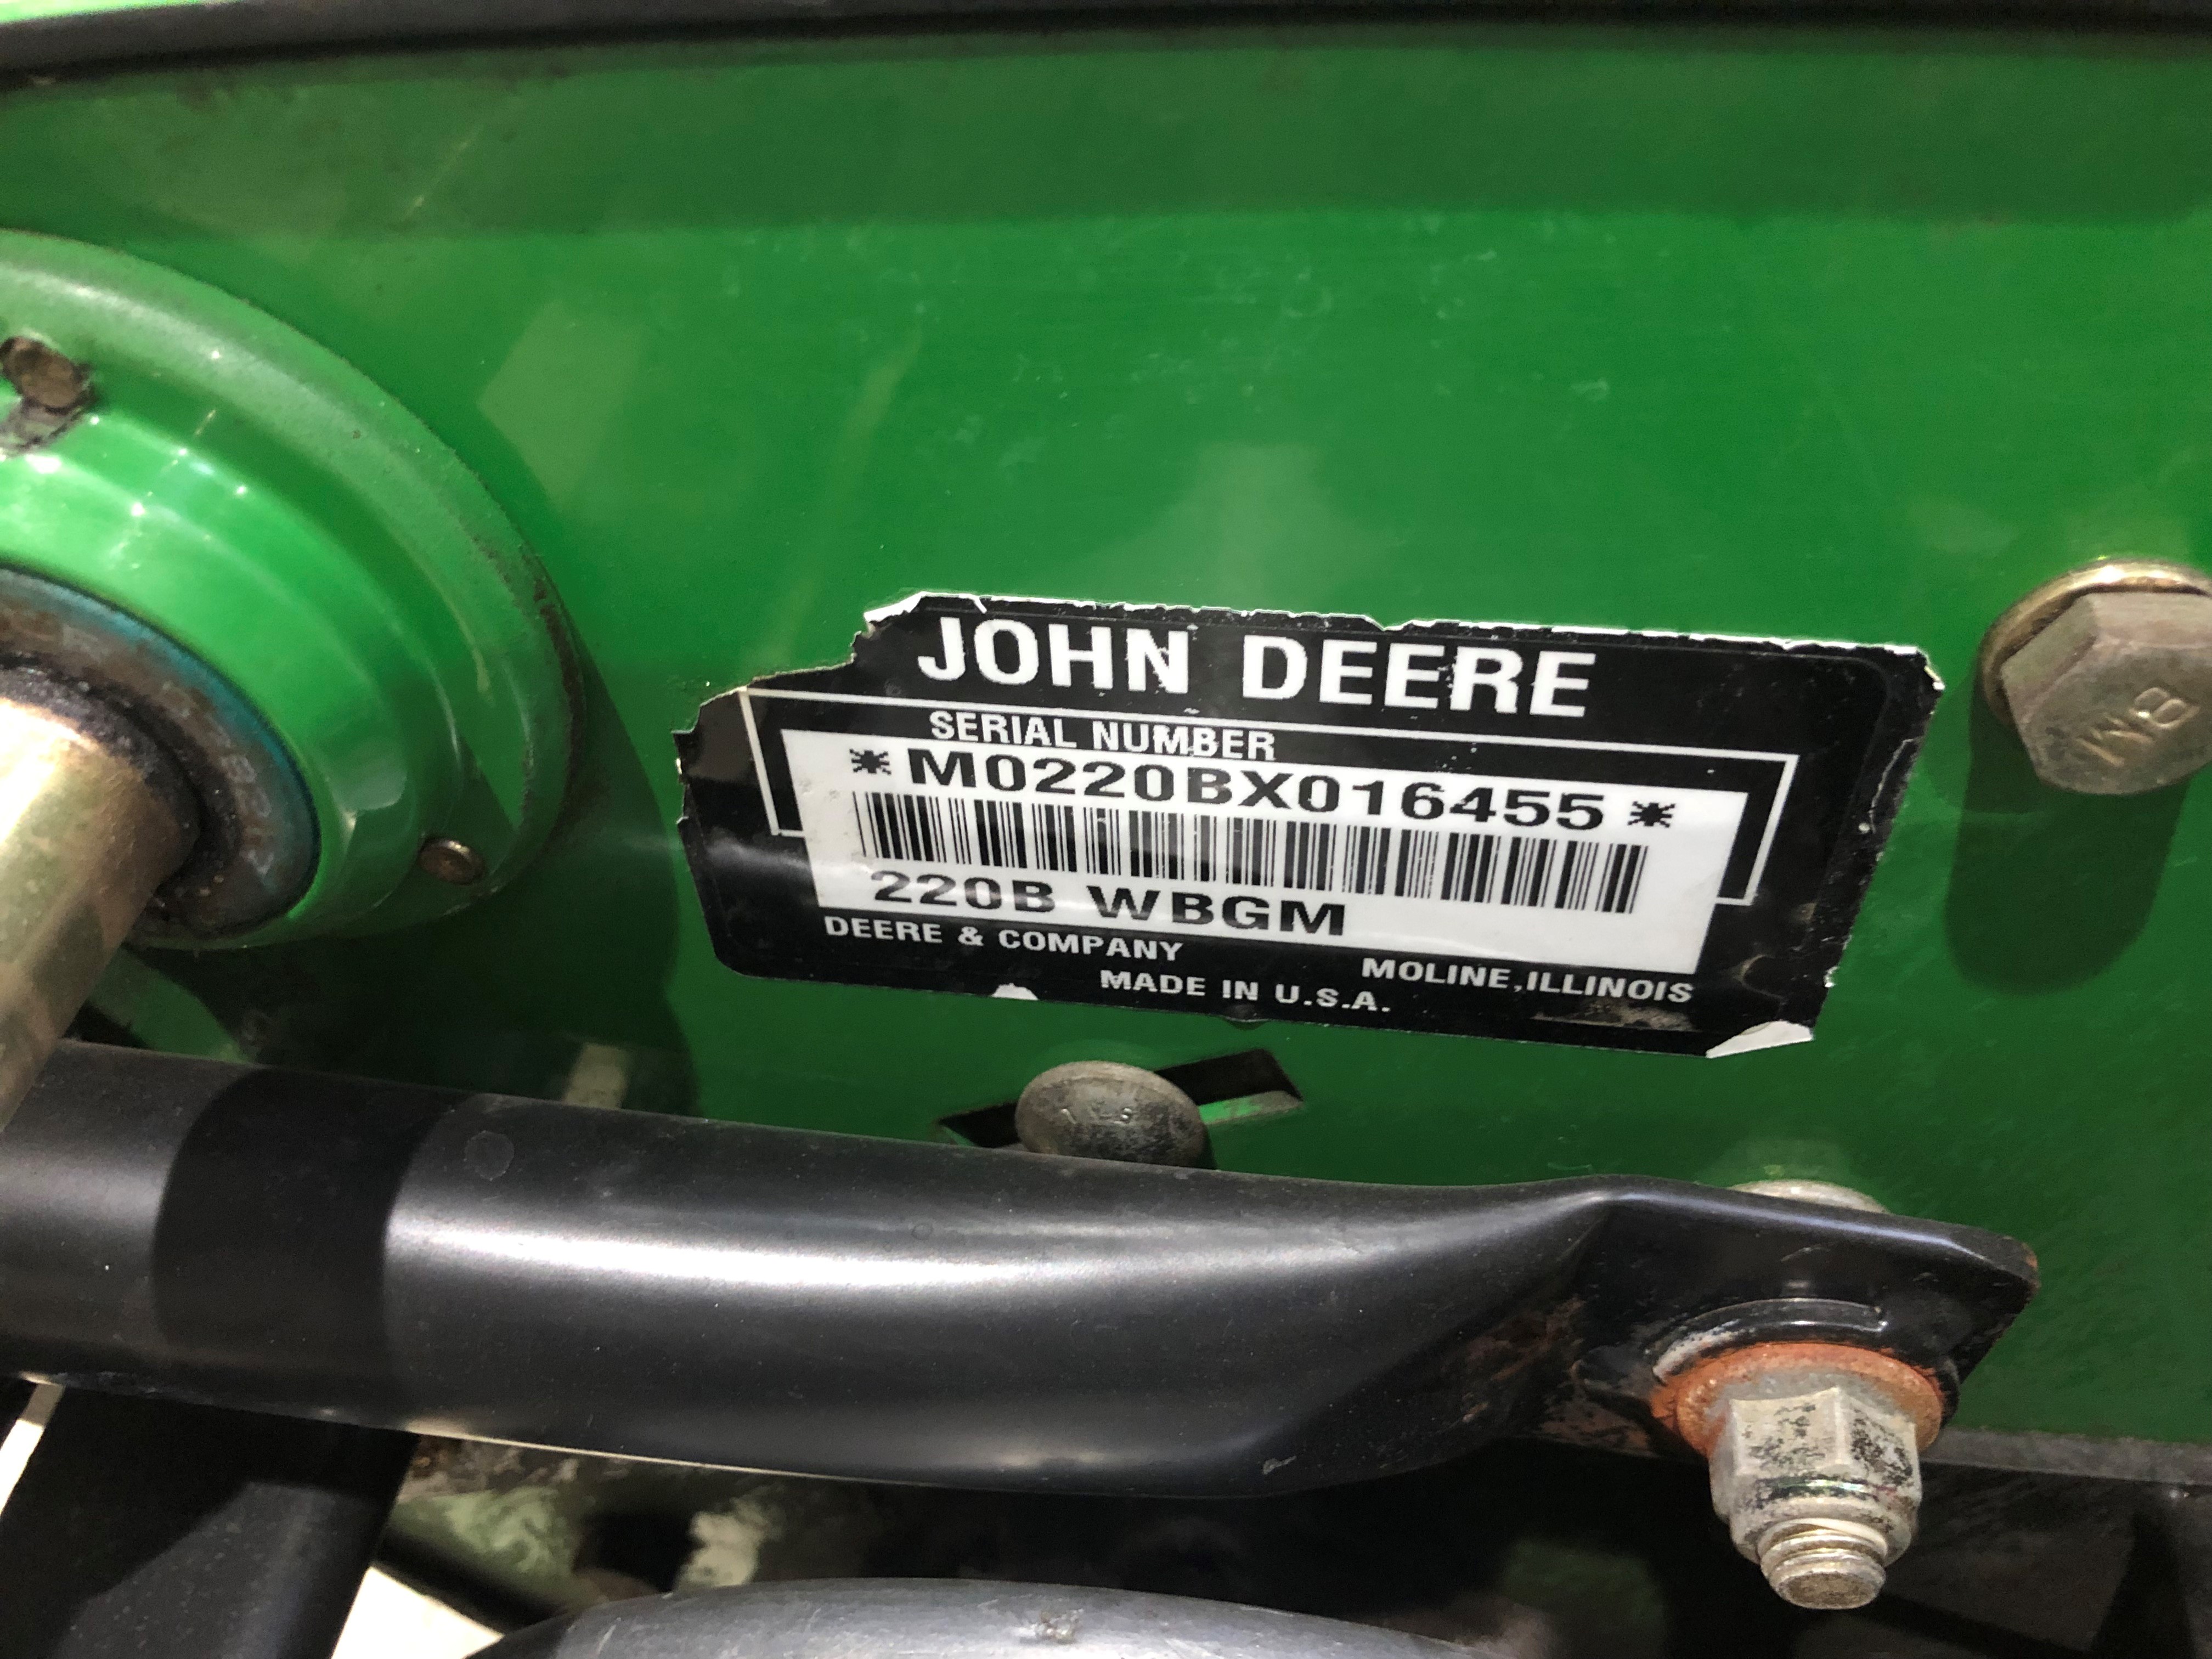 JOHN DEERE
SERIAL NUMBER
*M0220BX016455*
220B WBGM
DEERE & COMPANY
MOLINE, ILLINOIS
MADE IN U.S.A.